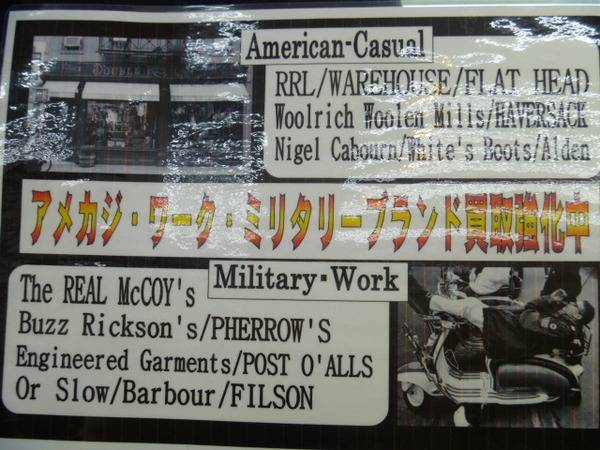 DOUBLE RL
American-Casual
RRL/WAREHOUSE/FLAT HEAD
Woolrich Woolen Mills/HAVERSACK
Nigel Cabourn/White's Boots/Alden
アメカジ・ワーク・ミリタリーブランド買取強化中
Military・Work
The REAL McCOY's
Buzz Rickson's/PHERROW'S
Engineered Garments/POST O'ALLS
Or Slow/Barbour/FILSON